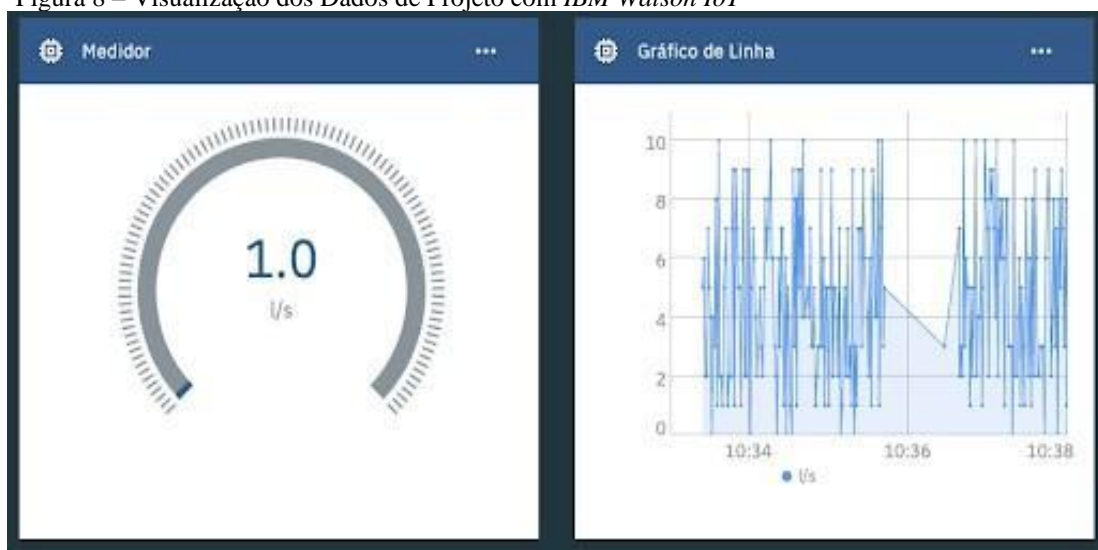 Figura 8 – Visualização dos Dados de Projeto com IBM Watson IoT
Medidor
1.0
l/s
Gráfico de Linha
10
8
6
4
2
0
10:34
10:36
10:38
l/s